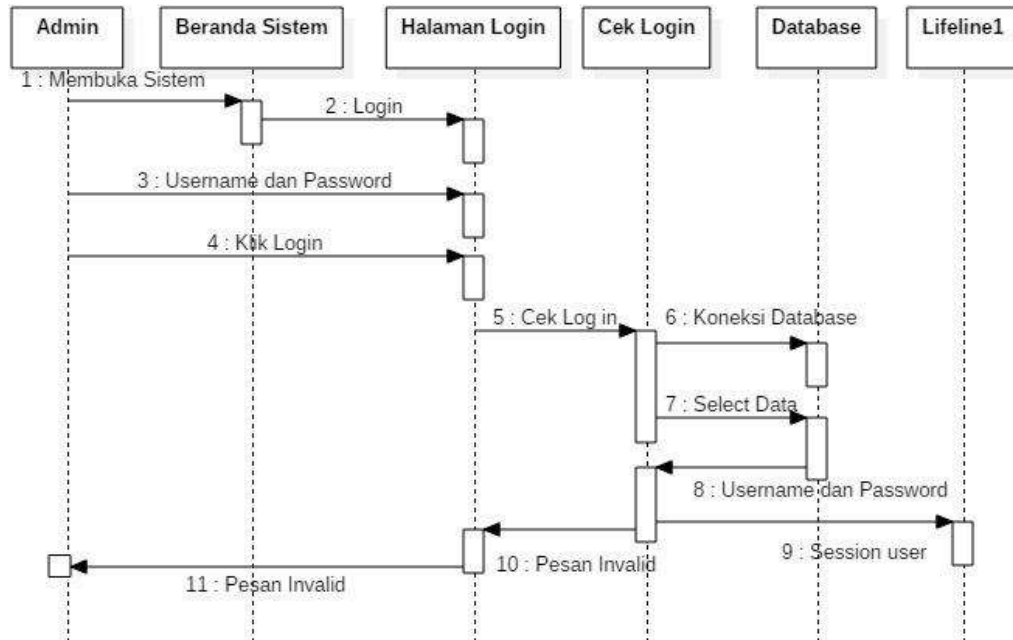 Admin
Beranda Sistem
Halaman Login
Cek Login
Database
Lifeline1
1 : Membuka Sistem
2 : Login
3 : Username dan Password
4 : Klik Login
5 : Cek Log in
6 : Koneksi Database
7 : Select Data
8 : Username dan Password
9 : Session user
10 : Pesan Invalid
11 : Pesan Invalid